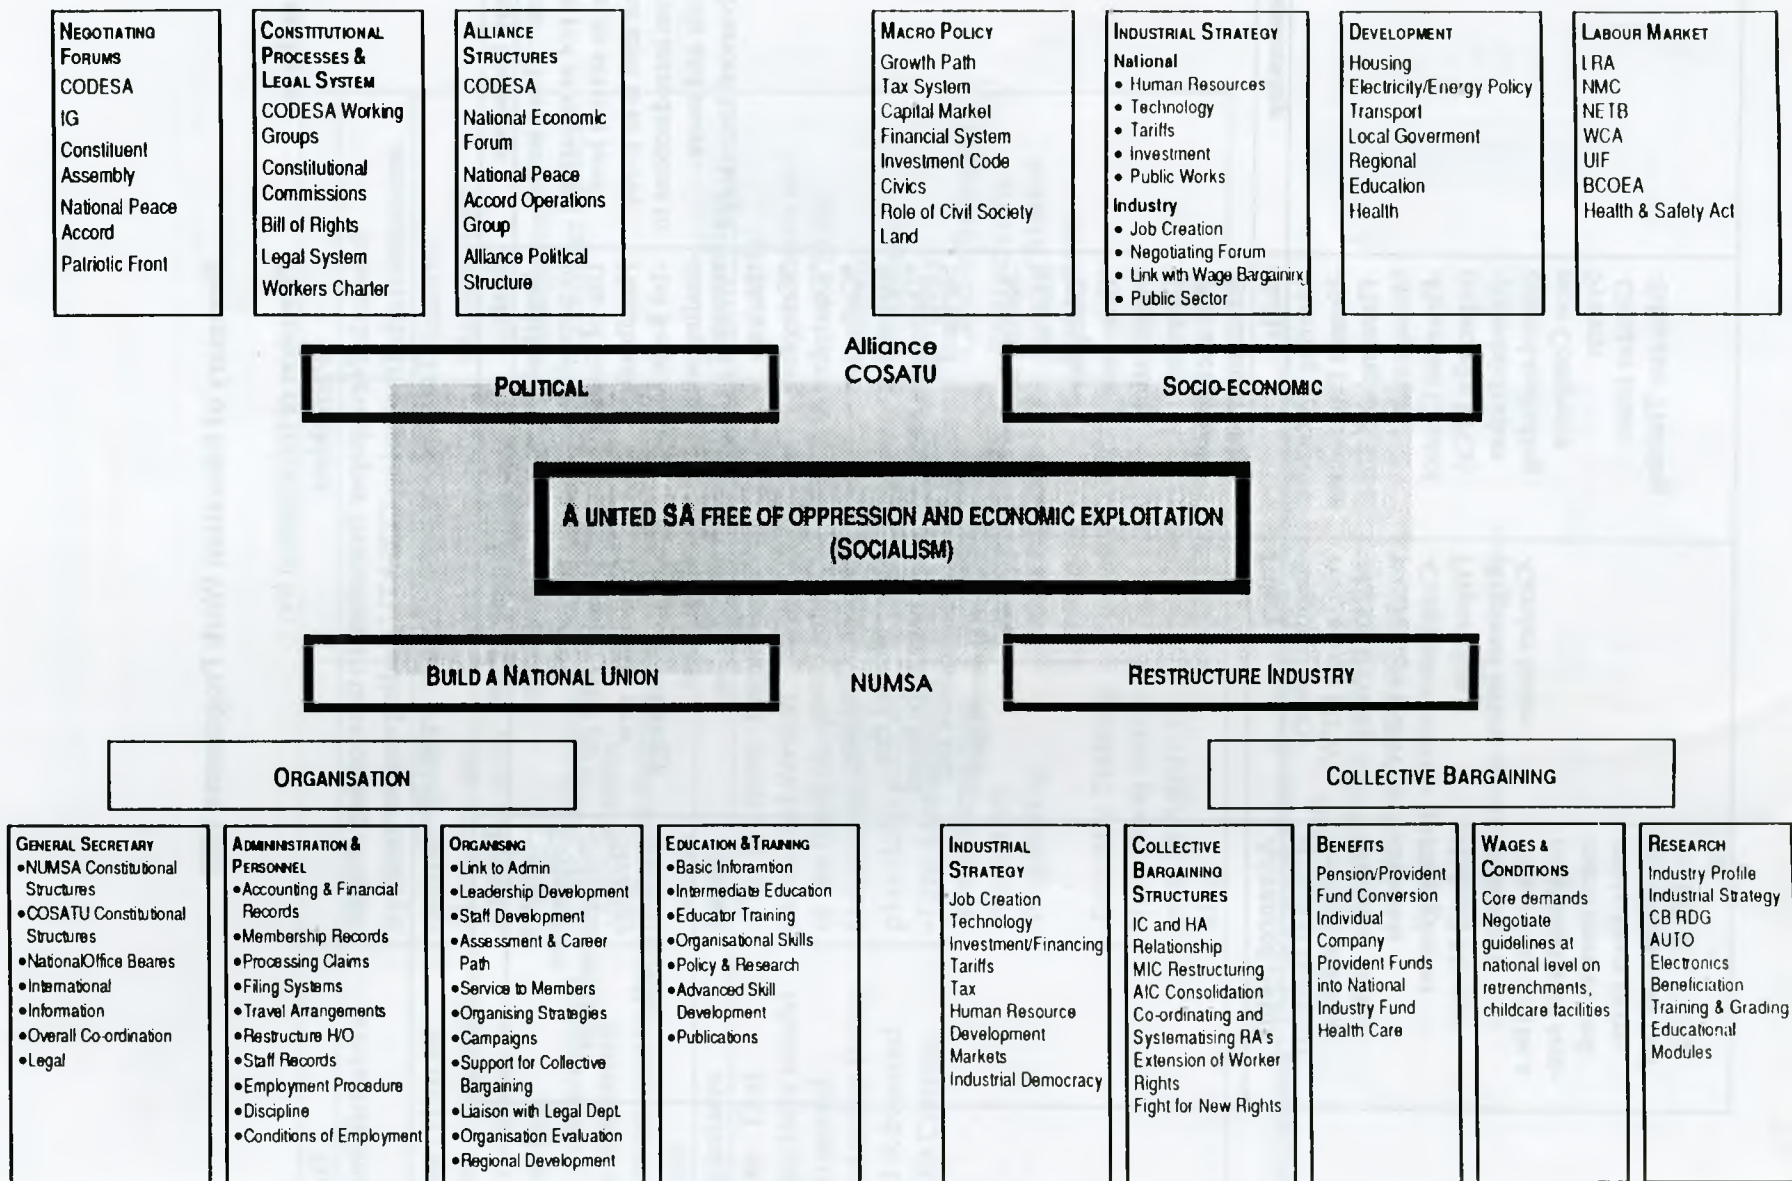 NEGOTIATING
FORUMS
CODESA
IG
Constituent
Assembly
National Peace
Accord
Patriotic Front
CONSTITUTIONAL
PROCESSES &
LEGAL SYSTEM
CODESA Working
Groups
Constitutional
Commissions
Bill of Rights
Legal System
Workers Charter
ALLIANCE
STRUCTURES
CODESA
National Economic
Forum
National Peace
Accord Operations
Group
Alliance Political
Structure
MACRO POLICY
Growth Path
Tax System
Capital Market
Financial System
Investment Code
Civics
Role of Civil Society
Land
INDUSTRIAL STRATEGY
National
• Human Resources
• Technology
• Tariffs
• Investment
• Public Works
Industry
• Job Creation
• Negotiating Forum
• Link with Wage Bargaining
• Public Sector
DEVELOPMENT
Housing
Electricity/Energy Policy
Transport
Local Goverment
Regional
Education
Health
LABOUR MARKET
LRA
NMC
NETB
WCA
UIF
BCOEA
Health & Safety Act
POLITICAL
Alliance
COSATU
SOCIO-ECONOMIC
A UNITED SA FREE OF OPPRESSION AND ECONOMIC EXPLOITATION
(SOCIALISM)
BUILD A NATIONAL UNION
NUMSA
RESTRUCTURE INDUSTRY
ORGANISATION
COLLECTIVE BARGAINING
GENERAL SECRETARY
•NUMSA Constitutional
Structures
•COSATU Constitutional
Structures
•NationalOffice Beares
•International
•Information
•Overall Co-ordination
•Legal
ADMININISTRATION &
PERSONNEL
•Accounting & Financial
Records
•Membership Records
•Processing Claims
•Filing Systems
•Travel Arrangements
•Restructure H/O
•Staff Records
•Employment Procedure
•Discipline
•Conditions of Employment
ORGANISING
•Link to Admin
•Leadership Development
•Staff Development
•Assessment & Career
Path
•Service to Members
•Organising Strategies
•Campaigns
•Support for Collective
Bargaining
•Liaison with Legal Dept.
•Organisation Evaluation
•Regional Development
EDUCATION & TRAINING
•Basic Inforamtion
•Intermediate Education
•Educator Training
•Organisational Skills
•Policy & Research
•Advanced Skill
Development
•Publications
INDUSTRIAL
STRATEGY
Job Creation
Technology
Investment/Financing
Tariffs
Tax
Human Resource
Development
Markets
Industrial Democracy
COLLECTIVE
BARGAINING
STRUCTURES
IC and HA
Relationship
MIC Restructuring
AIC Consolidation
Co-ordinating and
Systematising RA's
Extension of Worker
Rights
Fight for New Rights
BENEFITS
Pension/Provident
Fund Conversion
Individual
Company
Provident Funds
into National
Industry Fund
Health Care
WAGES &
CONDITIONS
Core demands
Negotiate
guidelines at
national level on
retrenchments,
childcare facilities
RESEARCH
Industry Profile
Industrial Strategy
CB RDG
AUTO
Electronics
Beneficiation
Training & Grading
Educational
Modules